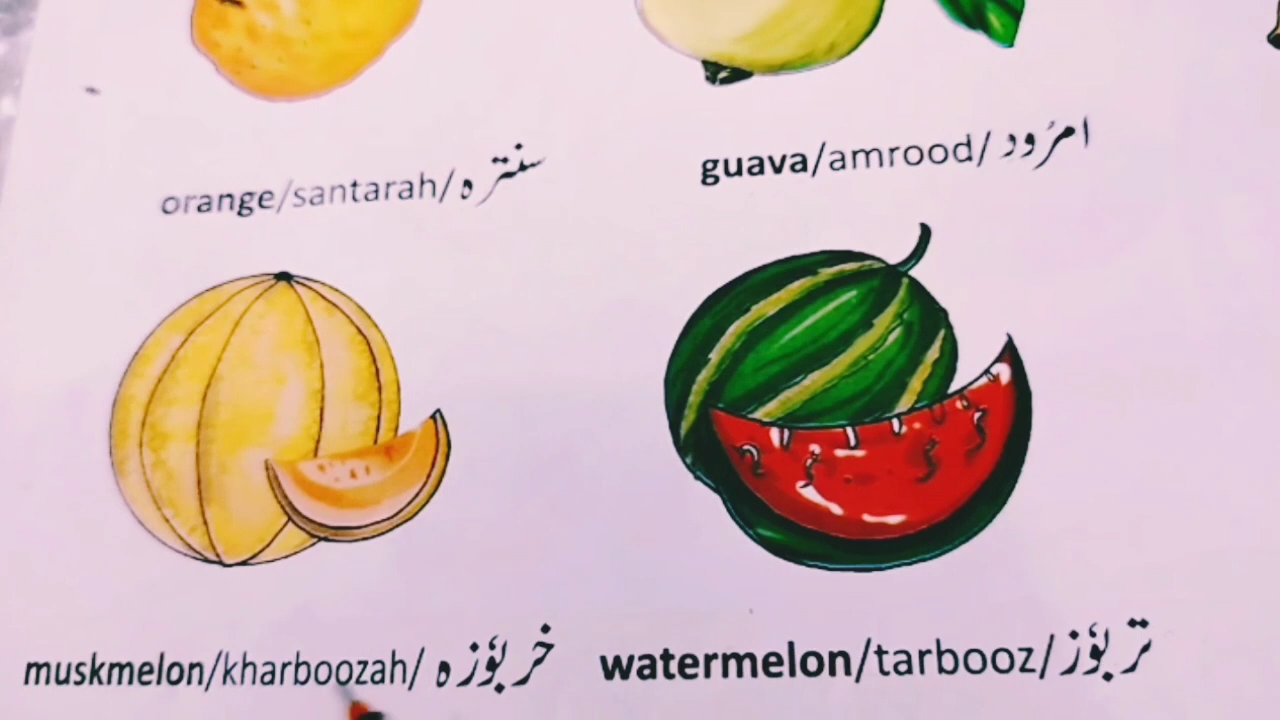 orange/santarah/سنترہ
guava/amrood/امرُود
muskmelon/kharboozah/ خربُوزہ
watermelon/tarbooz/تربُوز